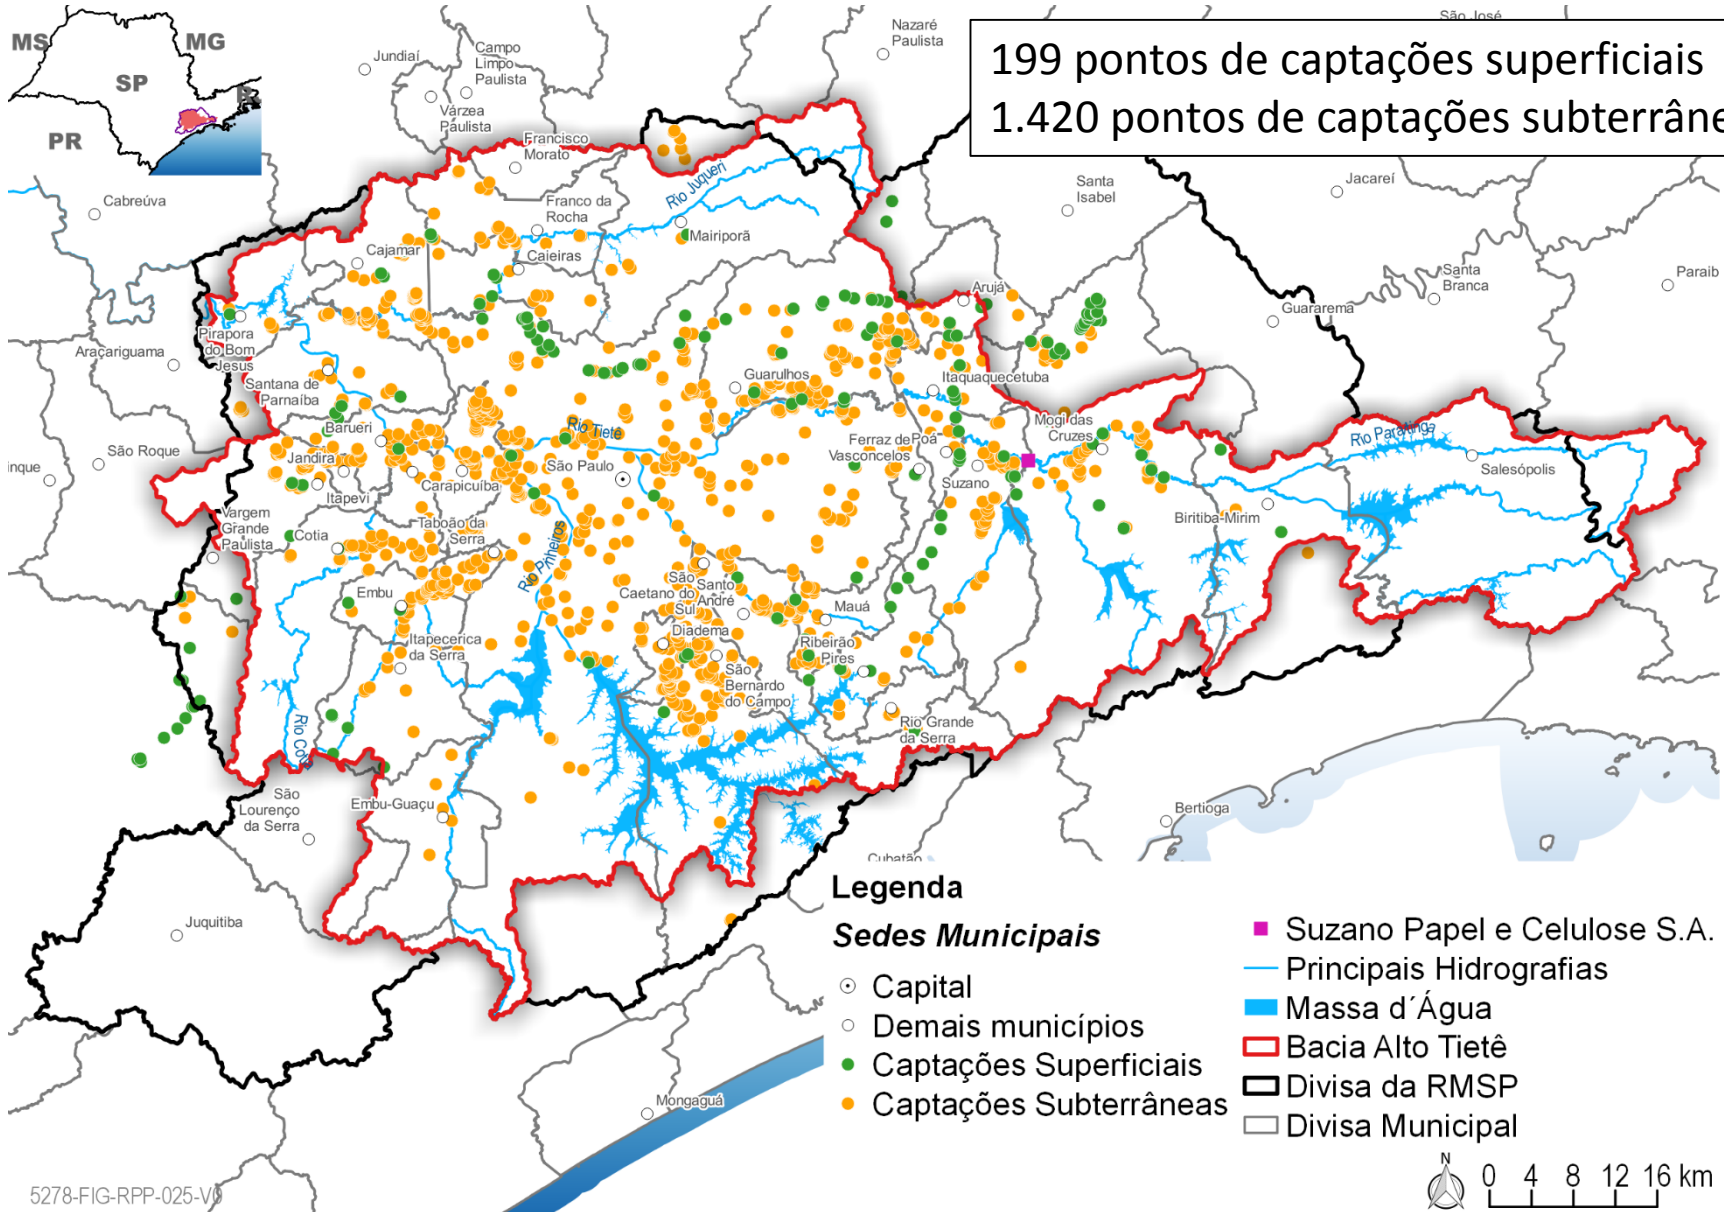 MS
MG
SP
R
PR
199 pontos de captações superficiais
1.420 pontos de captações subterrâne
São José
Nazaré
Paulista
Jundiaí
Campo
Limpo
Paulista
Várzea
Paulista
Francisco
Morato
Cabreúva
Franco da
Rocha
Rio Juqueri
Mairiporã
Santa
Isabel
Jacareí
Cajamar
Caieiras
Arujá
Santa
Branca
Paraib
Guararema
Pirapora
do Bom
Jesus
Araçariguama
Santana de
Parnaíba
Guarulhos
Itaquaquecetuba
Barueri
Rio Tietê
Mogi das
Cruzes
Rio Paraitinga
São Roque
inque
Jandira
São Paulo
Ferraz de
Vasconcelos
Poá
Salesópolis
Itapevi
Carapicuíba
Suzano
Vargem
Grande
Paulista
Taboão da
Serra
Biritiba-Mirim
Cotia
Rio Pinheiros
São
Caetano do
Sul
Santo
André
Embu
Mauá
Diadema
Itapecerica
da Serra
Ribeirão
Pires
São
Bernardo
do Campo
Rio Grande
da Serra
São
Lourenço
da Serra
Embu-Guaçu
Bertioga
Cubatão
Juquitiba
Mongaguá
Legenda
Sedes Municipais
Capital
Demais municípios
Captações Superficiais
Captações Subterrâneas
Suzano Papel e Celulose S.A.
Principais Hidrografias
Massa d´Água
Bacia Alto Tietê
Divisa da RMSP
Divisa Municipal
N
0 4 8 12 16 km
5278-FIG-RPP-025-V0